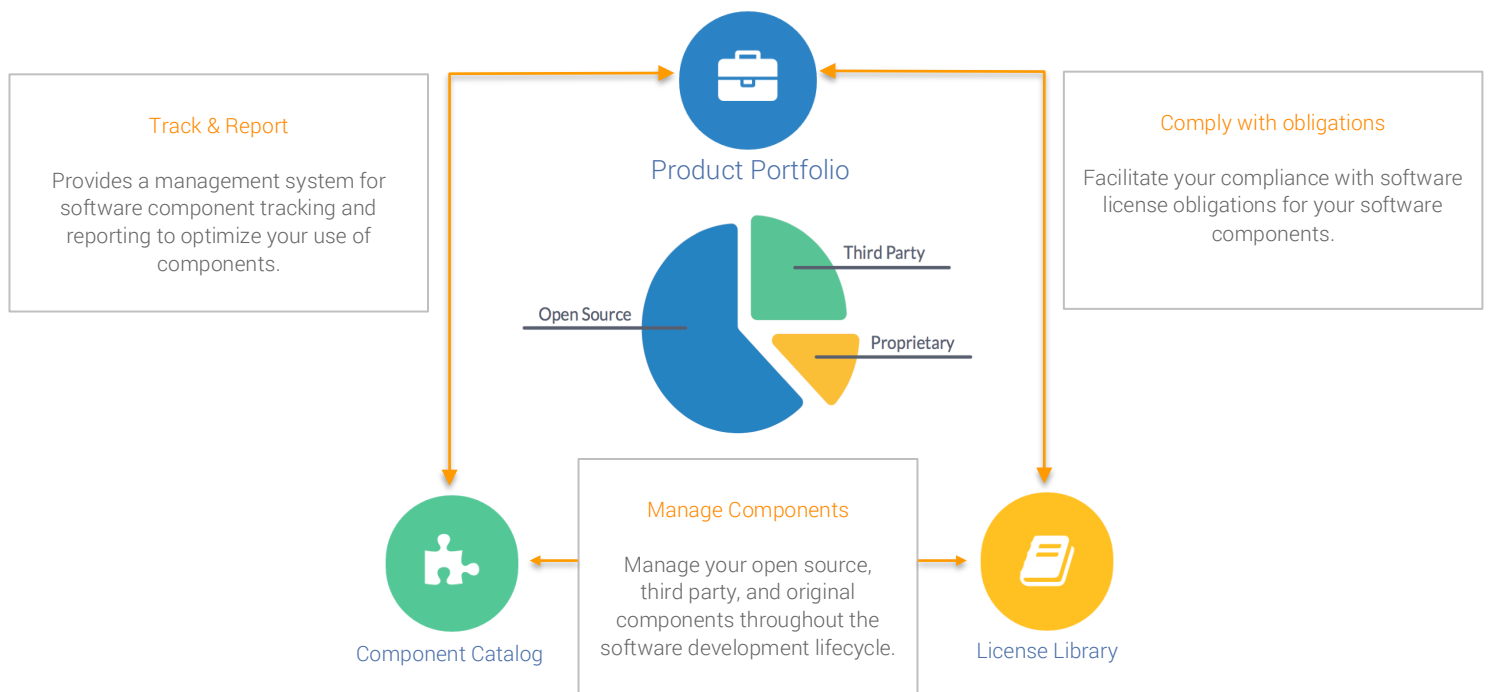 Product Portfolio
Track & Report
Provides a management system for
software component tracking and
reporting to optimize your use of
components.
Comply with obligations
Facilitate your compliance with software
license obligations for your software
components.
Third Party
Open Source
Proprietary
Manage Components
Manage your open source,
third party, and original
components throughout the
software development lifecycle.
Component Catalog
License Library